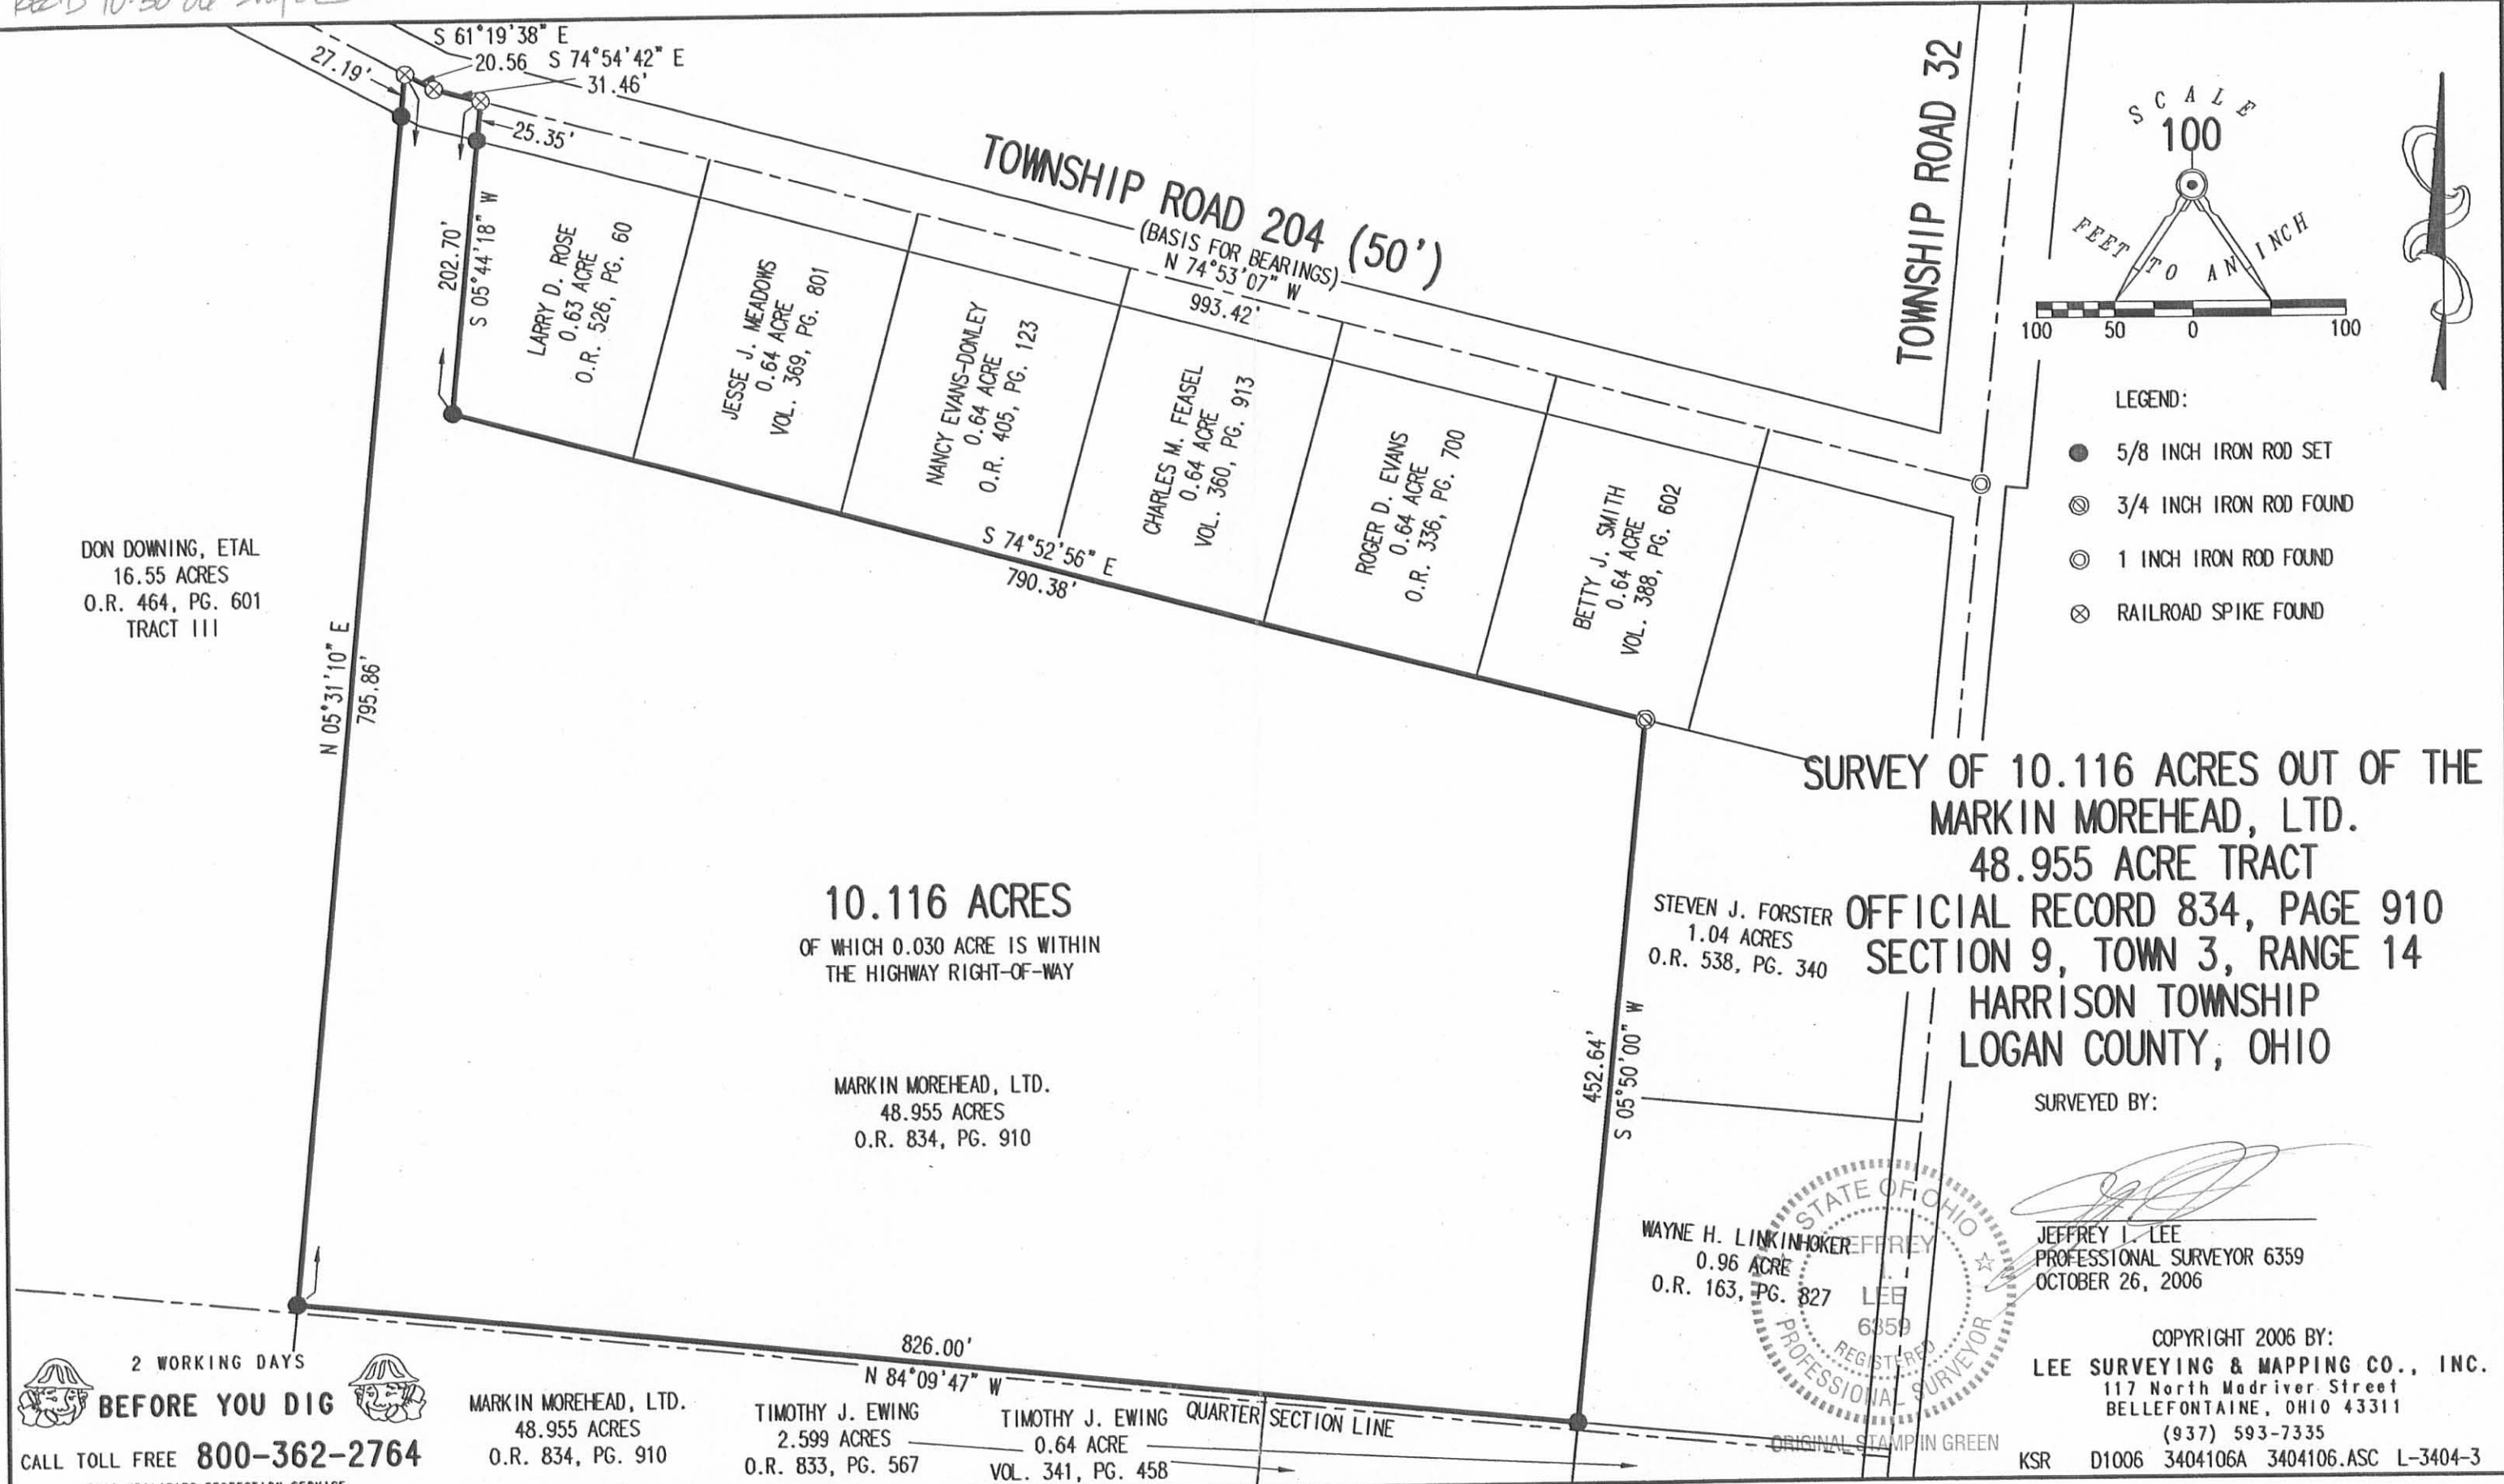 REC'D 10-30-06
S 61°19'38" E
20.56
S 74°54'42" E
31.46'
27.19'
25.35'
202.70'
S 05°44'18" W
TOWNSHIP ROAD 204 (50')
(BASIS FOR BEARINGS)
N 74°53'07" W
993.42'
TOWNSHIP ROAD 32
SCALE
100
FEET TO AN INCH
100 50 0 100
LARRY D. ROSE
0.63 ACRE
O.R. 526, PG. 60
JESSE J. MEADOWS
0.64 ACRE
VOL. 369, PG. 801
NANCY EVANS-DONLEY
0.64 ACRE
O.R. 405, PG. 123
CHARLES M. FEASEL
0.64 ACRE
VOL. 360, PG. 913
ROGER D. EVANS
0.64 ACRE
O.R. 336, PG. 700
BETTY J. SMITH
0.64 ACRE
VOL. 388, PG. 602
LEGEND:
5/8 INCH IRON ROD SET
3/4 INCH IRON ROD FOUND
1 INCH IRON ROD FOUND
RAILROAD SPIKE FOUND
DON DOWNING, ETAL
16.55 ACRES
O.R. 464, PG. 601
TRACT III
N 05°31'10" E
795.86'
S 74°52'56" E
790.38'
SURVEY OF 10.116 ACRES OUT OF THE
MARKIN MOREHEAD, LTD.
48.955 ACRE TRACT
OFFICIAL RECORD 834, PAGE 910
SECTION 9, TOWN 3, RANGE 14
HARRISON TOWNSHIP
LOGAN COUNTY, OHIO
10.116 ACRES
OF WHICH 0.030 ACRE IS WITHIN
THE HIGHWAY RIGHT-OF-WAY
MARKIN MOREHEAD, LTD.
48.955 ACRES
O.R. 834, PG. 910
STEVEN J. FORSTER
1.04 ACRES
O.R. 538, PG. 340
452.64'
S 05°50'00" W
WAYNE H. LINKINHOKER
0.96 ACRE
O.R. 163, PG. 827
STATE OF OHIO
JEFFREY
I.
LEE
6359
REGISTERED
PROFESSIONAL SURVEYOR
ORIGINAL STAMP IN GREEN
SURVEYED BY:
JEFFREY I. LEE
PROFESSIONAL SURVEYOR 6359
OCTOBER 26, 2006
COPYRIGHT 2006 BY:
LEE SURVEYING & MAPPING CO., INC.
117 North Madriver Street
BELLEFONTAINE, OHIO 43311
(937) 593-7335
KSR D1006 3404106A 3404106.ASC L-3404-3
826.00'
N 84°09'47" W
QUARTER SECTION LINE
2 WORKING DAYS
BEFORE YOU DIG
CALL TOLL FREE 800-362-2764
MARKIN MOREHEAD, LTD.
48.955 ACRES
O.R. 834, PG. 910
TIMOTHY J. EWING
2.599 ACRES
O.R. 833, PG. 567
TIMOTHY J. EWING
0.64 ACRE
VOL. 341, PG. 458